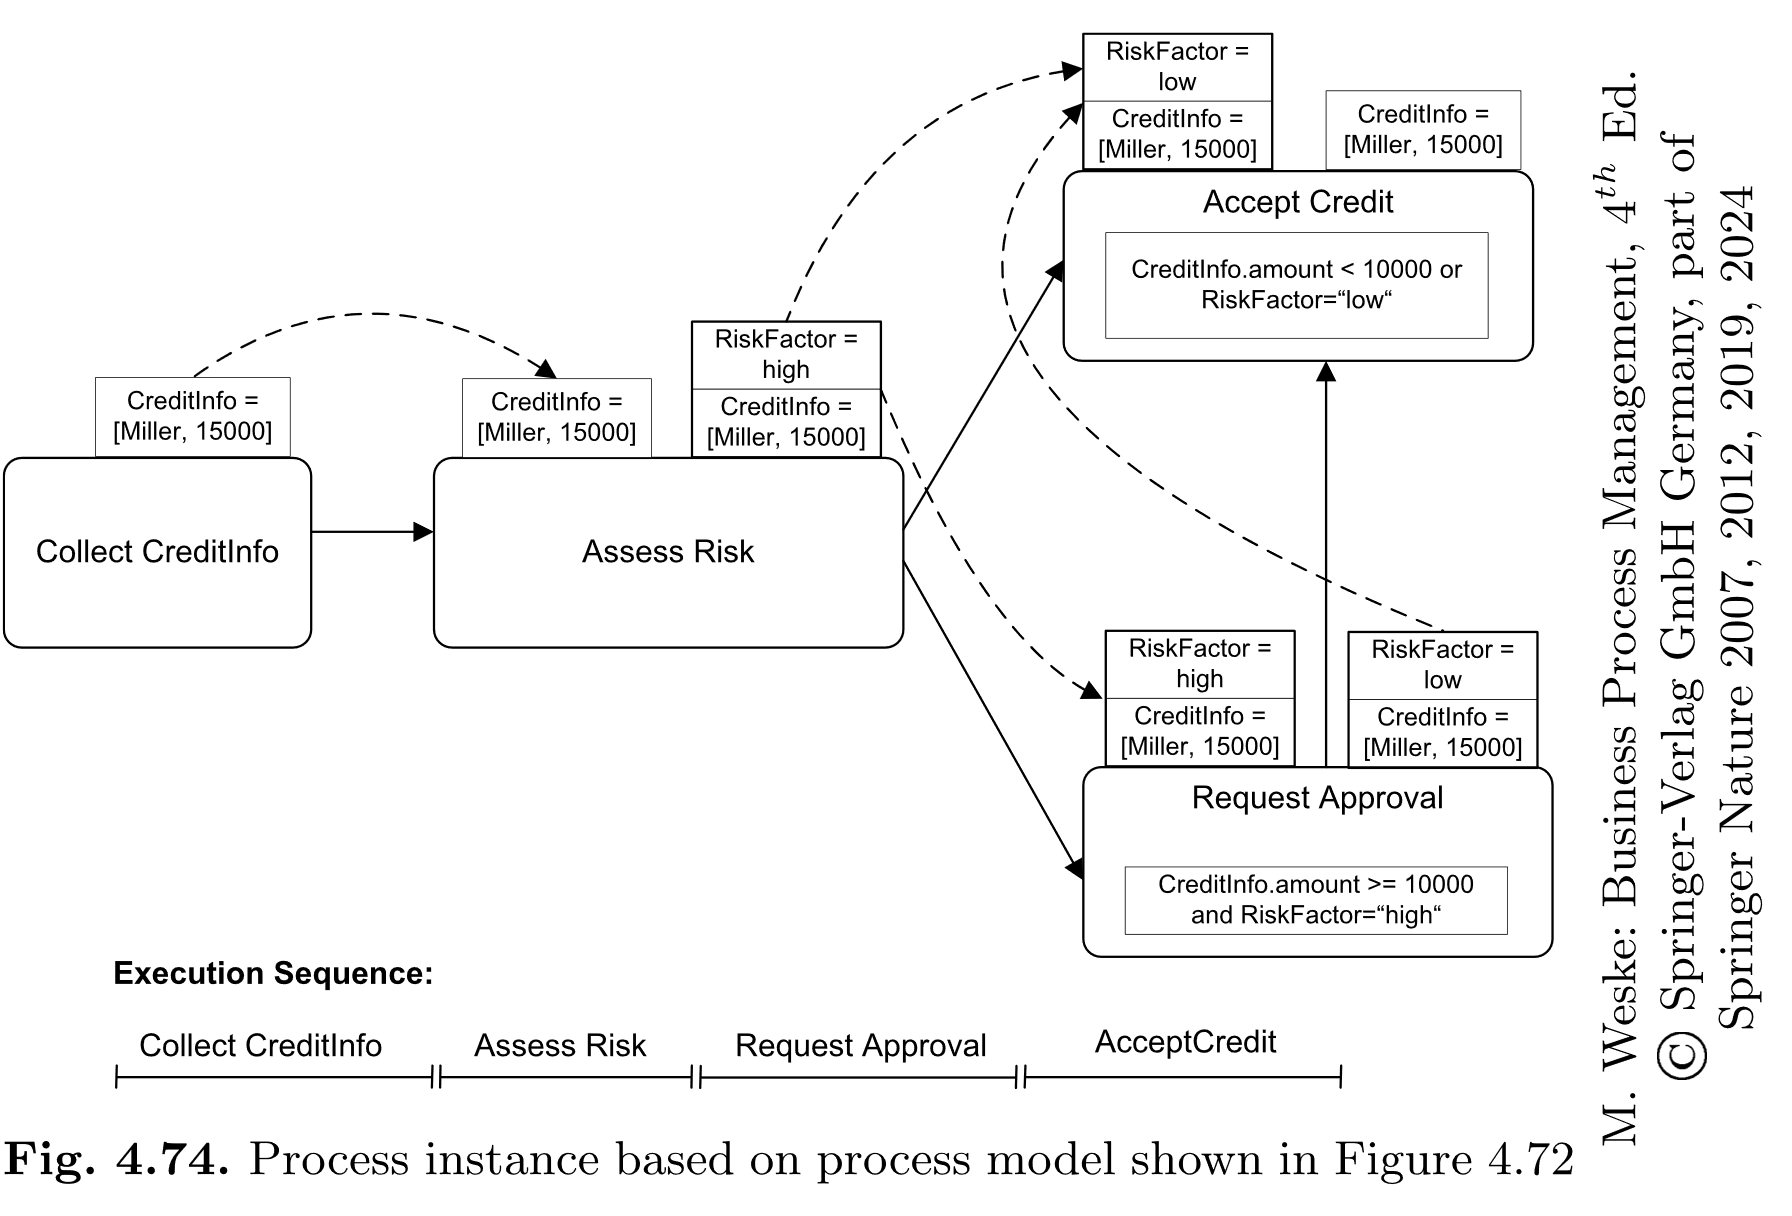 RiskFactor =
low
CreditInfo =
[Miller, 15000]
CreditInfo =
[Miller, 15000]
Accept Credit
CreditInfo.amount < 10000 or
RiskFactor=“low“
CreditInfo =
[Miller, 15000]
CreditInfo =
[Miller, 15000]
RiskFactor =
high
CreditInfo =
[Miller, 15000]
Collect CreditInfo
Assess Risk
RiskFactor =
high
CreditInfo =
[Miller, 15000]
RiskFactor =
low
CreditInfo =
[Miller, 15000]
Request Approval
CreditInfo.amount >= 10000
and RiskFactor=“high“
Execution Sequence:
Collect CreditInfo
Assess Risk
Request Approval
AcceptCredit
Fig. 4.74. Process instance based on process model shown in Figure 4.72
M. Weske: Business Process Management, 4th Ed.
© Springer-Verlag GmbH Germany, part of
Springer Nature 2007, 2012, 2019, 2024